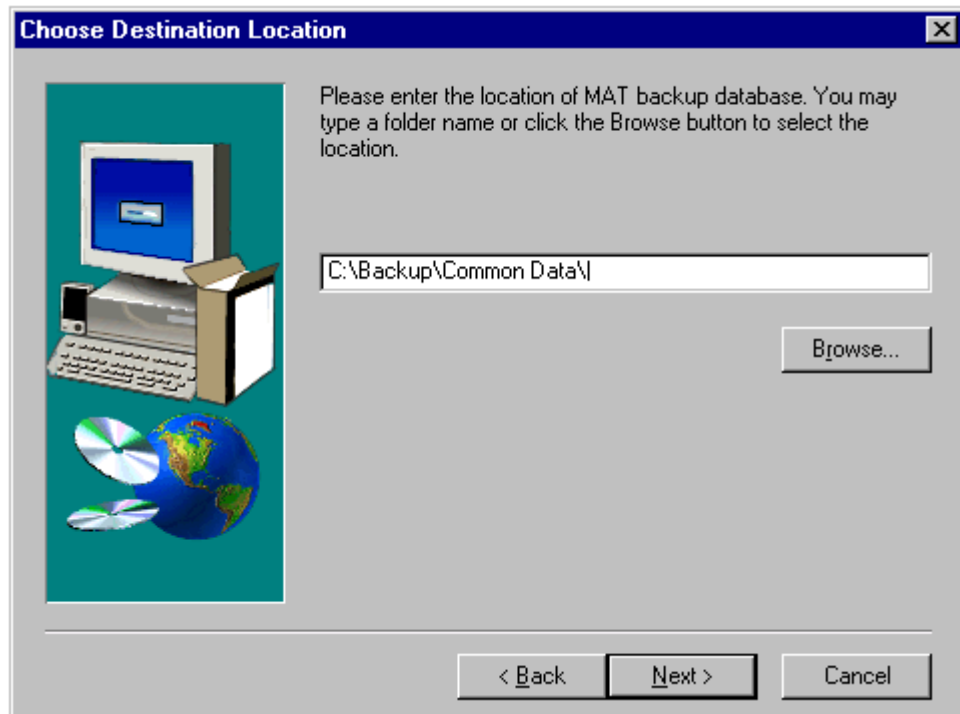 Choose Destination Location
Please enter the location of MAT backup database. You may
type a folder name or click the Browse button to select the
location.
C:\Backup\Common Data\
Browse...
< Back
Next >
Cancel